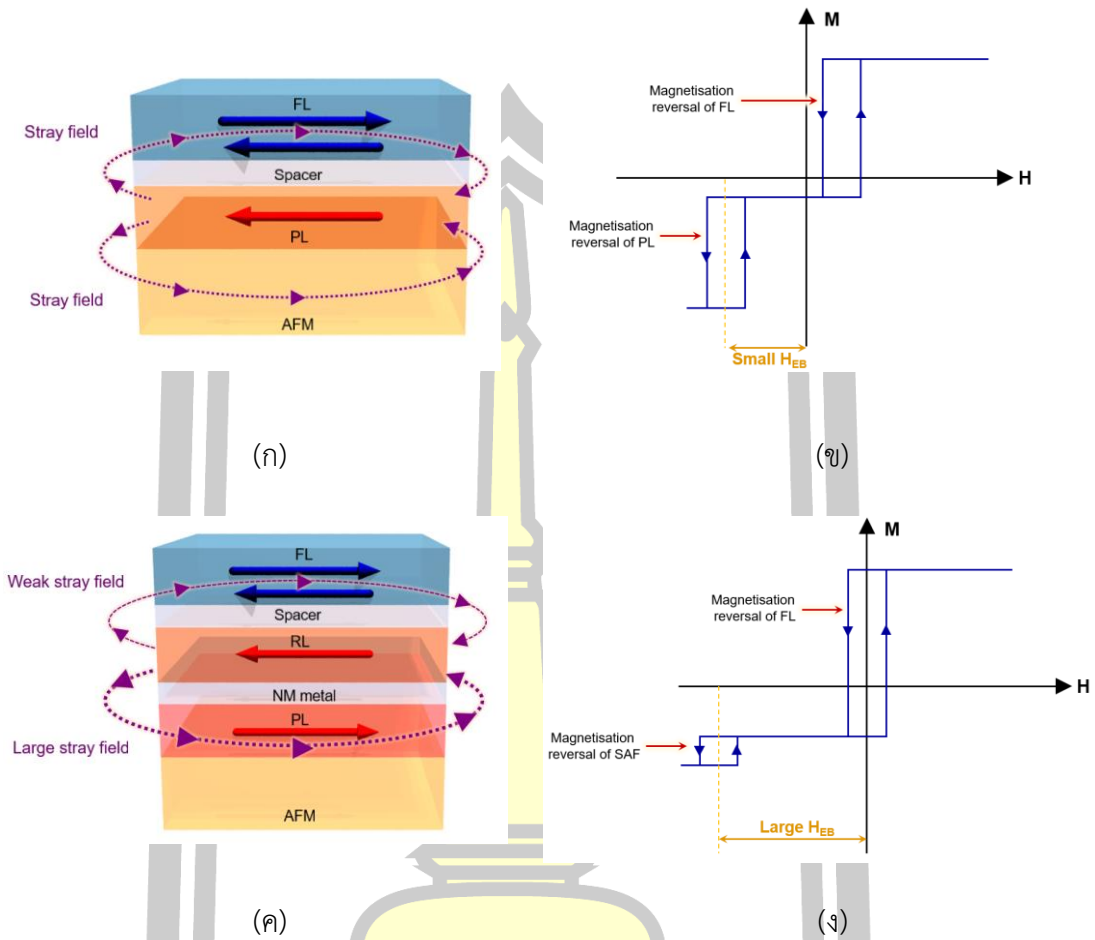 FL
Stray field
Spacer
PL
Stray field
AFM
(ก)
M
Magnetisation
reversal of FL
H
Magnetisation
reversal of PL
Small H_EB
(ข)
FL
Weak stray field
Spacer
RL
NM metal
PL
Large stray field
AFM
(ค)
M
Magnetisation
reversal of FL
H
Magnetisation
reversal of SAF
Large H_EB
(ง)